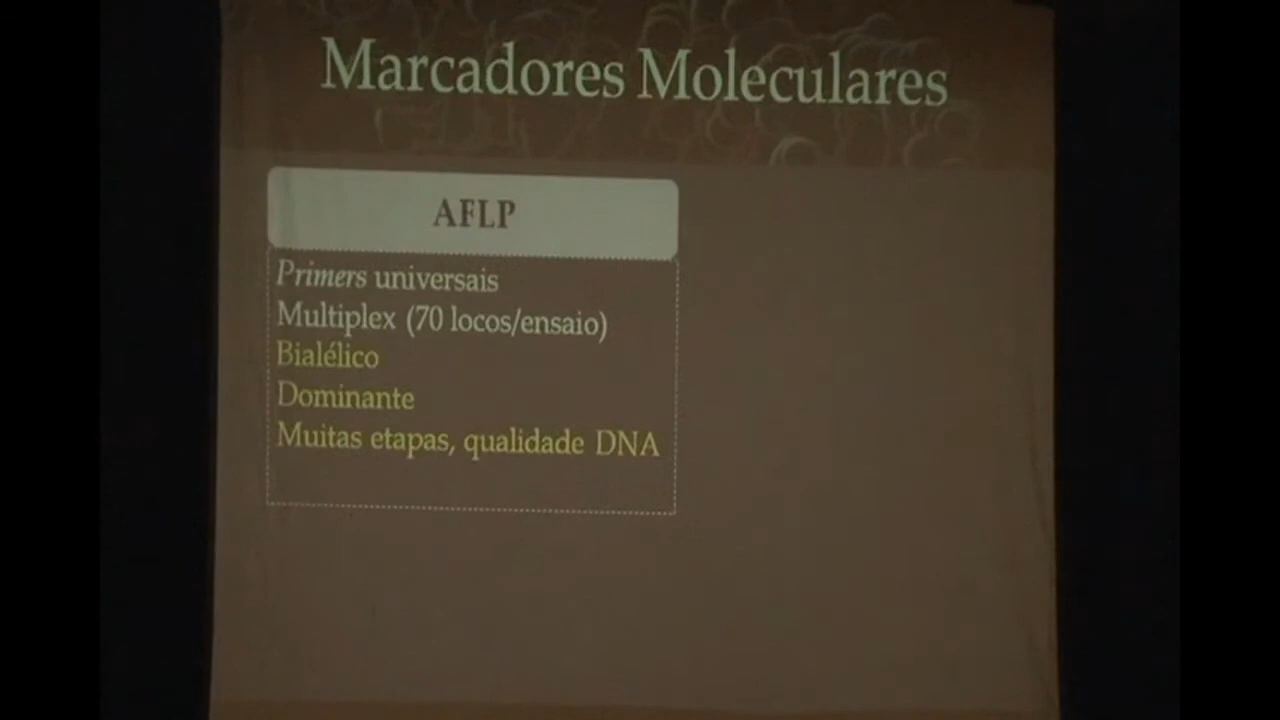 Marcadores Moleculares
AFLP
Primers universais
Multiplex (70 locos/ensaio)
Bialélico
Dominante
Muitas etapas, qualidade DNA